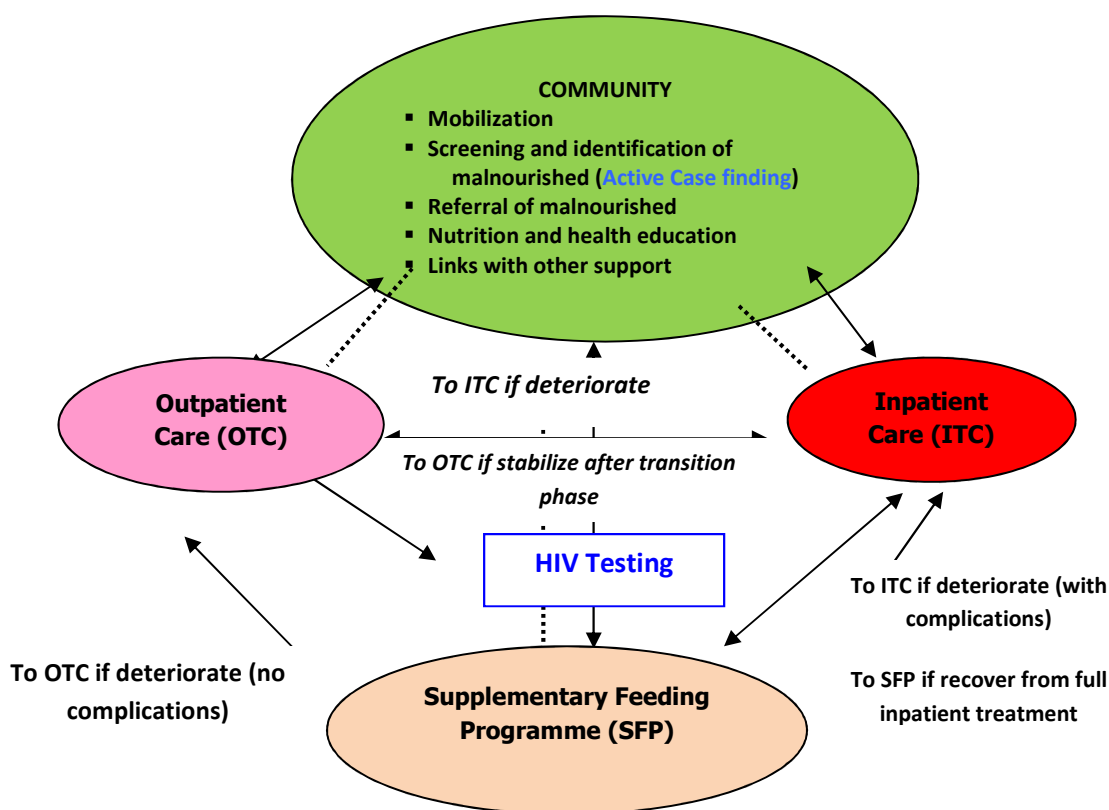 COMMUNITY
▪ Mobilization
▪ Screening and identification of
malnourished (Active Case finding)
▪ Referral of malnourished
▪ Nutrition and health education
▪ Links with other support
To ITC if deteriorate
Outpatient
Care (OTC)
Inpatient
Care (ITC)
To OTC if stabilize after transition
phase
HIV Testing
To ITC if deteriorate (with
complications)
To OTC if deteriorate (no
complications)
To SFP if recover from full
inpatient treatment
Supplementary Feeding
Programme (SFP)